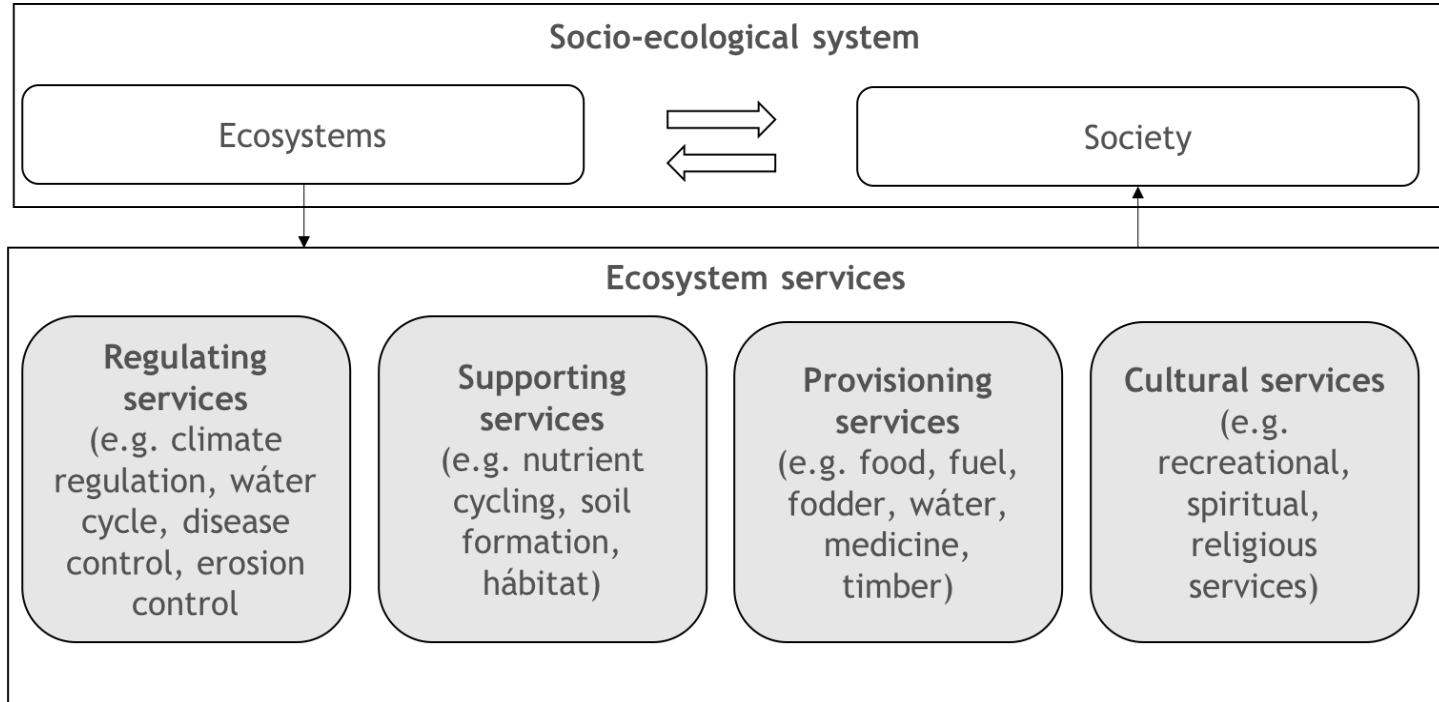 Socio-ecological system
Ecosystems
Society
Ecosystem services
Regulating
services
(e.g. climate
regulation, wáter
cycle, disease
control, erosion
control
Supporting
services
(e.g. nutrient
cycling, soil
formation,
hábitat)
Provisioning
services
(e.g. food, fuel,
fodder, wáter,
medicine,
timber)
Cultural services
(e.g.
recreational,
spiritual,
religious
services)